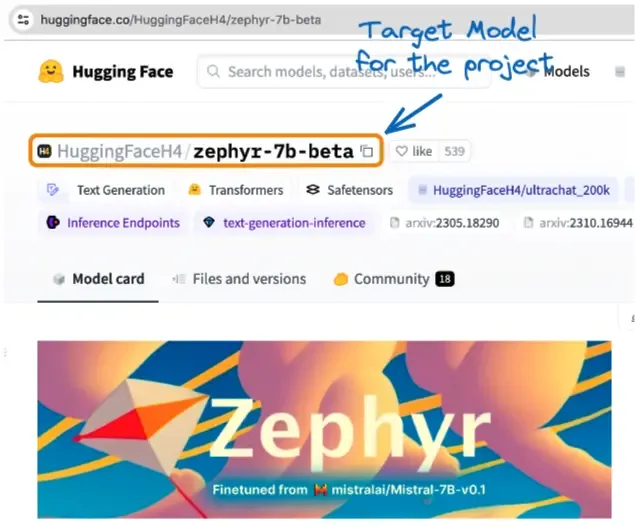 huggingface.co/HuggingFaceH4/zephyr-7b-beta
Target Model
for the project
Hugging Face
Search models, datasets, users...
Models
H4 HuggingFaceH4/zephyr-7b-beta
like 539
Text Generation Transformers Safetensors HuggingFaceH4/ultrachat_200k
Inference Endpoints text-generation-inference arxiv:2305.18290 arxiv:2310.16944
Model card Files and versions Community 18
Zephyr
Finetuned from mistralai/Mistral-7B-v0.1